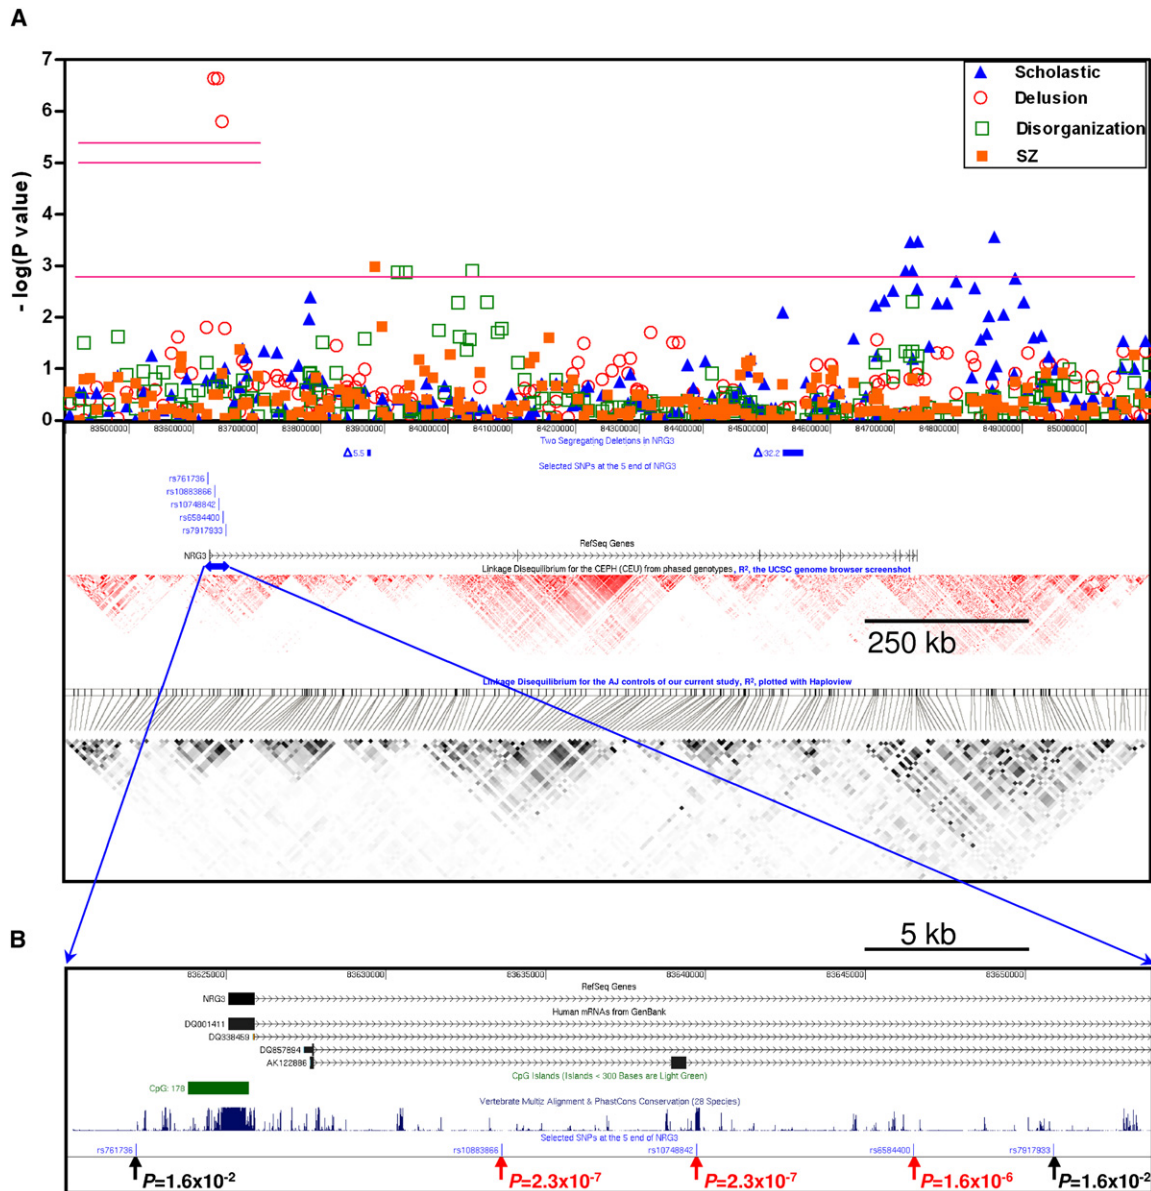 A
7
6
5
4
3
2
1
0
- log(P value)
Scholastic
Delusion
Disorganization
SZ
83500000| 83600000| 83700000| 83800000| 83900000| 84000000| 84100000| 84200000| 84300000| 84400000| 84500000| 84600000| 84700000| 84800000| 84900000| 85000000|
Two Segregating Deletions in NRG3
Δ 5.5 Δ 32.2
Selected SNPs at the 5 end of NRG3
rs761736
rs10883866
rs10748842
rs6584400
rs7917933
RefSeq Genes
NRG3
Linkage Disequilibrium for the CEPH (CEU) from phased genotypes, R², the UCSC genome browser screenshot
250 kb
Linkage Disequilibrium for the AJ controls of our current study, R², plotted with Haploview
B
5 kb
83625000| 83630000| 83635000| 83640000| 83645000| 83650000|
RefSeq Genes
NRG3
Human mRNAs from GenBank
DQ001411
DQ338459
DQ857894
AK122886
CpG Islands (Islands < 300 Bases are Light Green)
CpG: 178
Vertebrate Multiz Alignment & PhastCons Conservation (28 Species)
Selected SNPs at the 5 end of NRG3
rs761736 rs10883866 rs10748842 rs6584400 rs7917933
P=1.6x10⁻² P=2.3x10⁻⁷ P=2.3x10⁻⁷ P=1.6x10⁻⁶ P=1.6x10⁻²